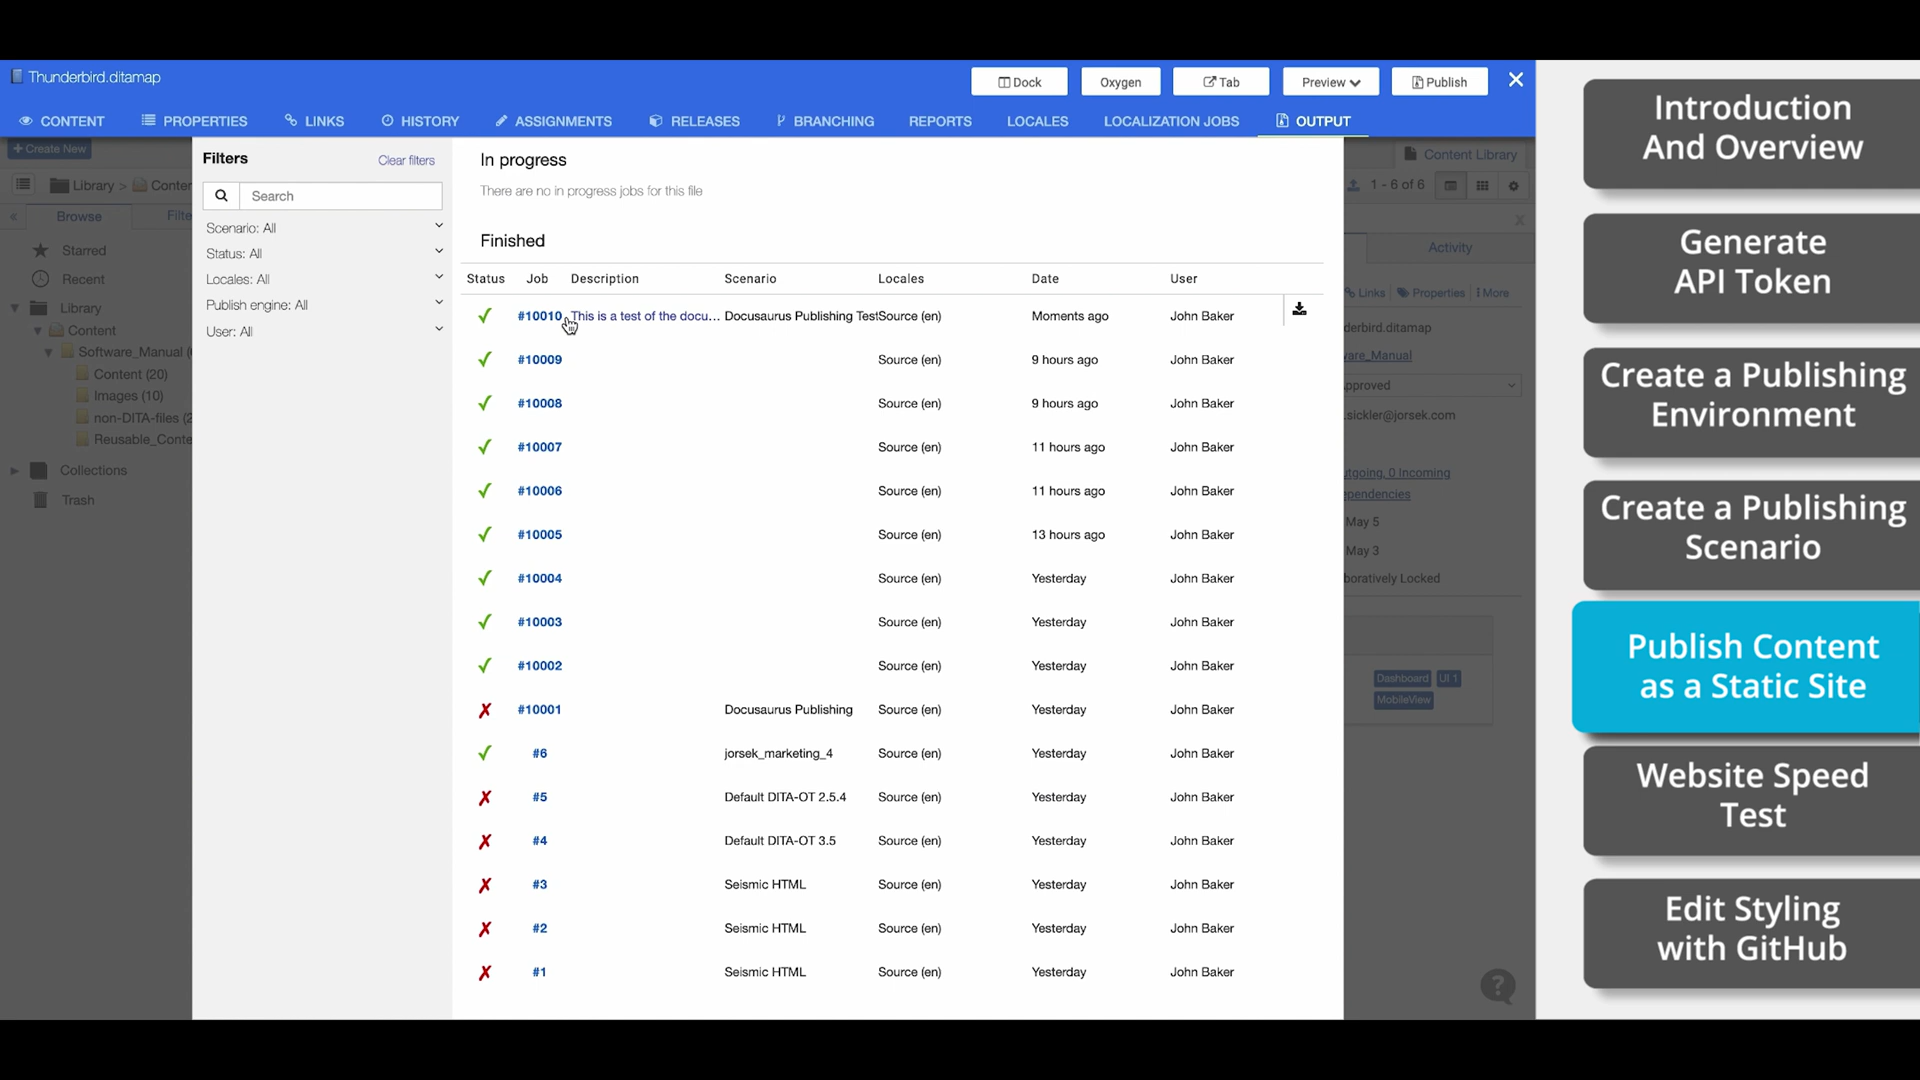 Thunderbird.ditamap
Dock
Oxygen
Tab
Preview
Publish
CONTENT
PROPERTIES
LINKS
HISTORY
ASSIGNMENTS
RELEASES
BRANCHING
REPORTS
LOCALES
LOCALIZATION JOBS
OUTPUT
+ Create New
Library >
Browse
Starred
Recent
Library
Content
Software_Manual
Content (20)
Images (10)
non-DITA-files
Collections
Trash
Filters
Clear filters
Search
Scenario: All
Status: All
Locales: All
Publish engine: All
User: All
In progress
There are no in progress jobs for this file
Finished
Status Job Description Scenario Locales Date User
#10010 This is a test of the docu... Docusaurus Publishing Test Source (en) Moments ago John Baker
#10009 Source (en) 9 hours ago John Baker
#10008 Source (en) 9 hours ago John Baker
#10007 Source (en) 11 hours ago John Baker
#10006 Source (en) 11 hours ago John Baker
#10005 Source (en) 13 hours ago John Baker
#10004 Source (en) Yesterday John Baker
#10003 Source (en) Yesterday John Baker
#10002 Source (en) Yesterday John Baker
#10001 Docusaurus Publishing Source (en) Yesterday John Baker
#6 jorsek_marketing_4 Source (en) Yesterday John Baker
#5 Default DITA-OT 2.5.4 Source (en) Yesterday John Baker
#4 Default DITA-OT 3.5 Source (en) Yesterday John Baker
#3 Seismic HTML Source (en) Yesterday John Baker
#2 Seismic HTML Source (en) Yesterday John Baker
#1 Seismic HTML Source (en) Yesterday John Baker
Content Library
1 - 6 of 6
Activity
Links
Properties
More
derbird.ditamap
are_Manual
.sickler@jorsek.com
0 Incoming
May 5
May 3
Locked
Dashboard
UI 1
MobileView
Introduction
And Overview
Generate
API Token
Create a Publishing
Environment
Create a Publishing
Scenario
Publish Content
as a Static Site
Website Speed
Test
Edit Styling
with GitHub